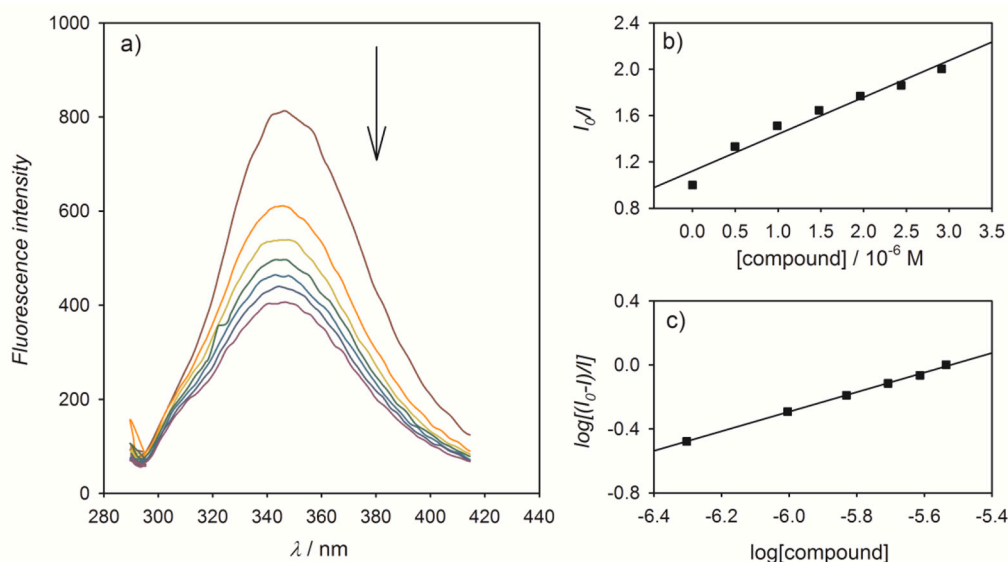 a)
Fluorescence intensity
1000
800
600
400
200
0
280 300 320 340 360 380 400 420 440
λ / nm
b)
I₀/I
2.4
2.0
1.6
1.2
0.8
0.0 0.5 1.0 1.5 2.0 2.5 3.0 3.5
[compound] / 10⁻⁶ M
c)
log[(I₀-I)/I]
0.4
0.0
-0.4
-0.8
-6.4 -6.2 -6.0 -5.8 -5.6 -5.4
log[compound]